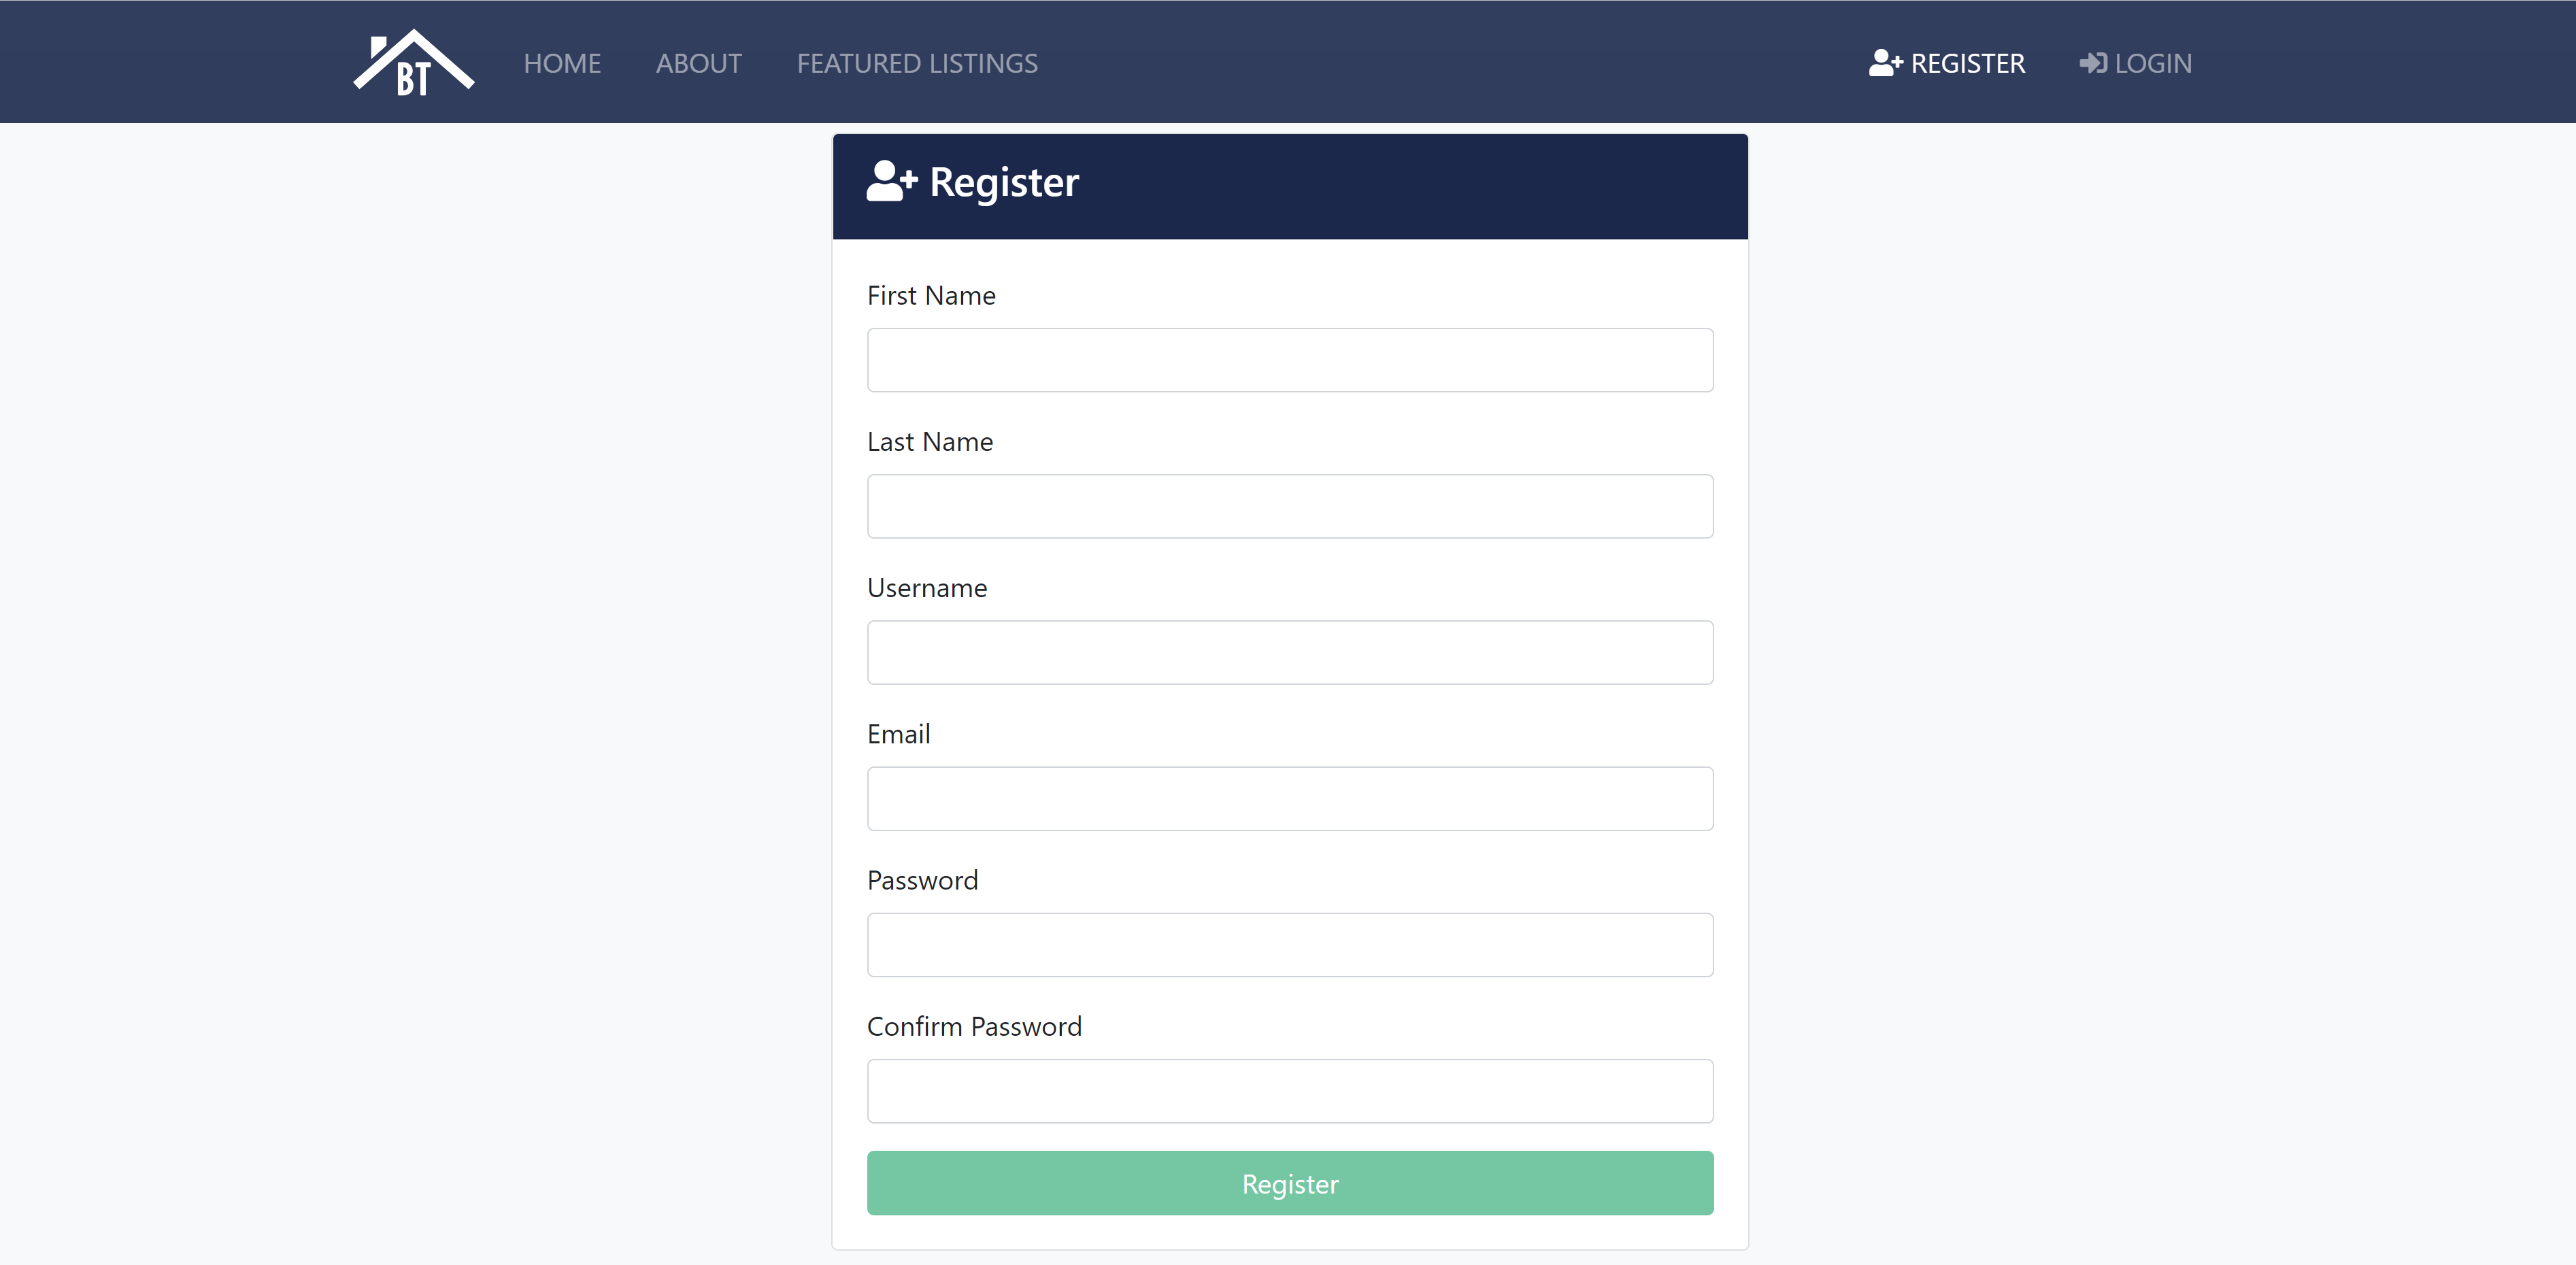 BT
HOME
ABOUT
FEATURED LISTINGS
REGISTER
LOGIN
Register
First Name
Last Name
Username
Email
Password
Confirm Password
Register